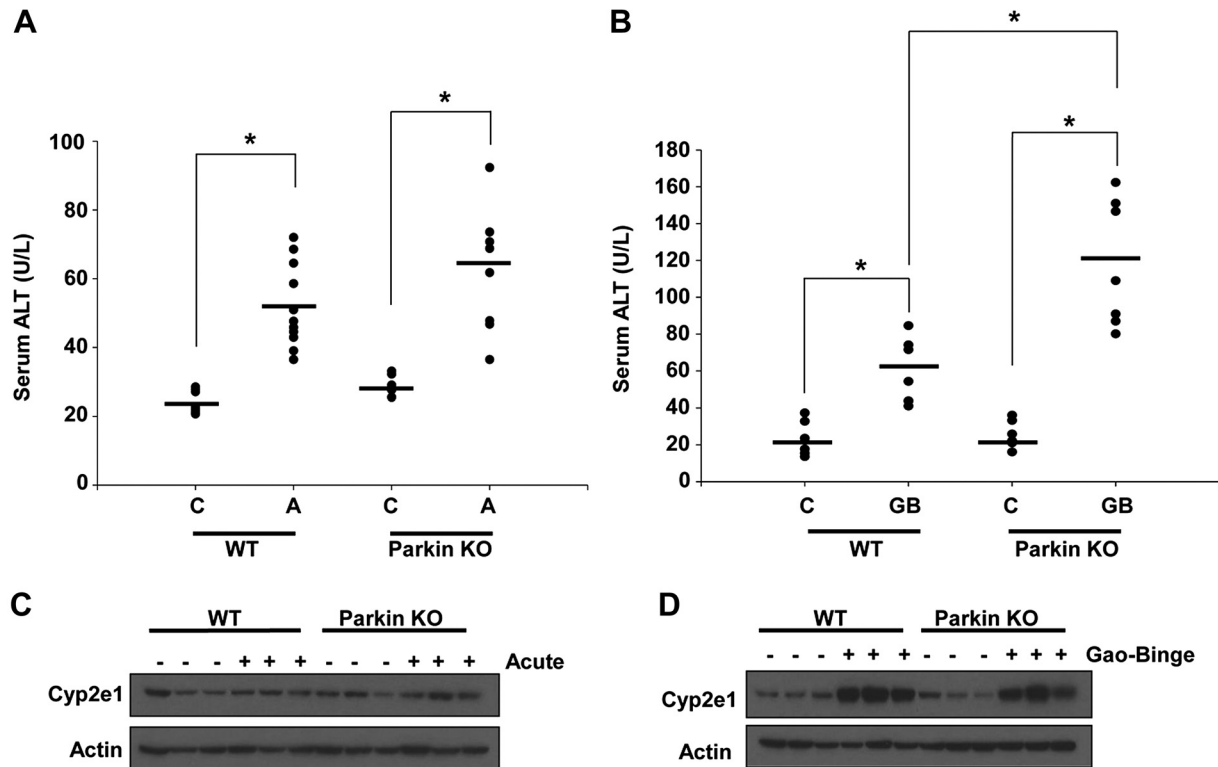 A
*
*
100
80
60
40
20
0
Serum ALT (U/L)
C A C A
WT Parkin KO
B
*
*
*
180
160
140
120
100
80
60
40
20
0
Serum ALT (U/L)
C GB C GB
WT Parkin KO
C
WT Parkin KO
- - - + + + - - - + + + Acute
Cyp2e1
Actin
D
WT Parkin KO
- - - + + + - - - + + + Gao-Binge
Cyp2e1
Actin